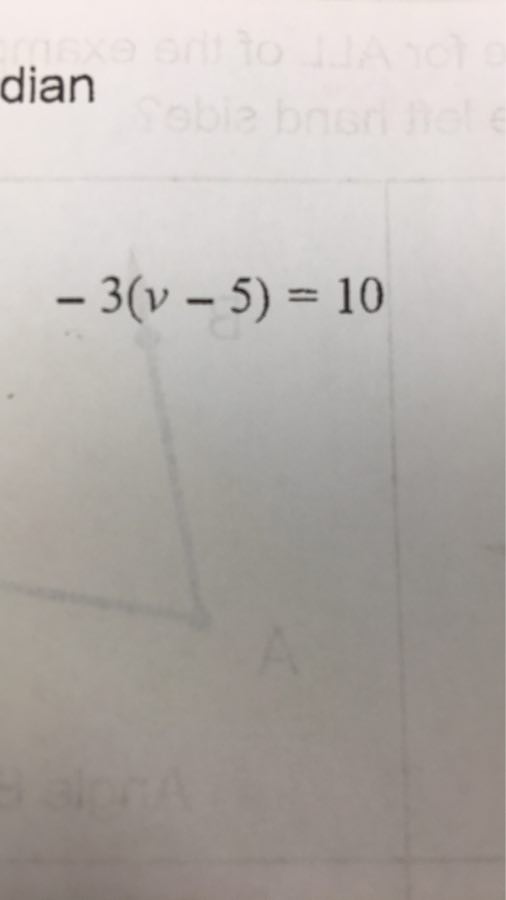 dian
– 3(v – 5) = 10